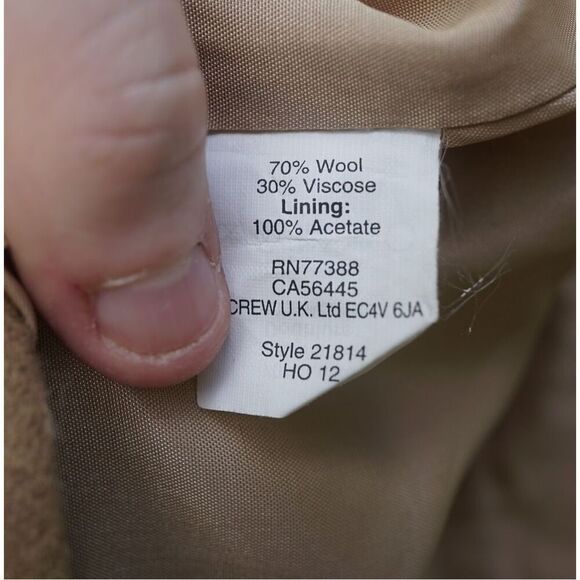 70% Wool
30% Viscose
Lining:
100% Acetate
RN77388
CA56445
CREW U.K. Ltd EC4V 6JA
Style 21814
HO 12